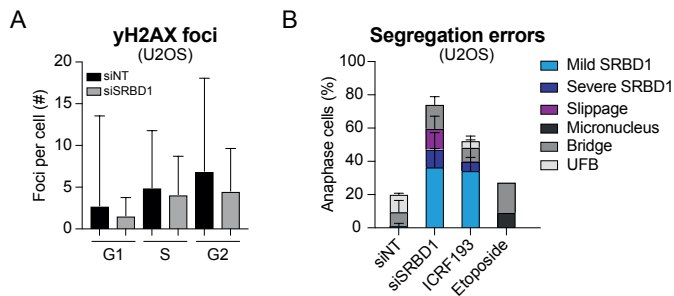 A
γH2AX foci
(U2OS)
siNT
siSRBD1
Foci per cell (#)
20
15
10
5
0
G1
S
G2
B
Segregation errors
(U2OS)
Anaphase cells (%)
100
80
60
40
20
0
siNT
siSRBD1
ICRF193
Etoposide
Mild SRBD1
Severe SRBD1
Slippage
Micronucleus
Bridge
UFB